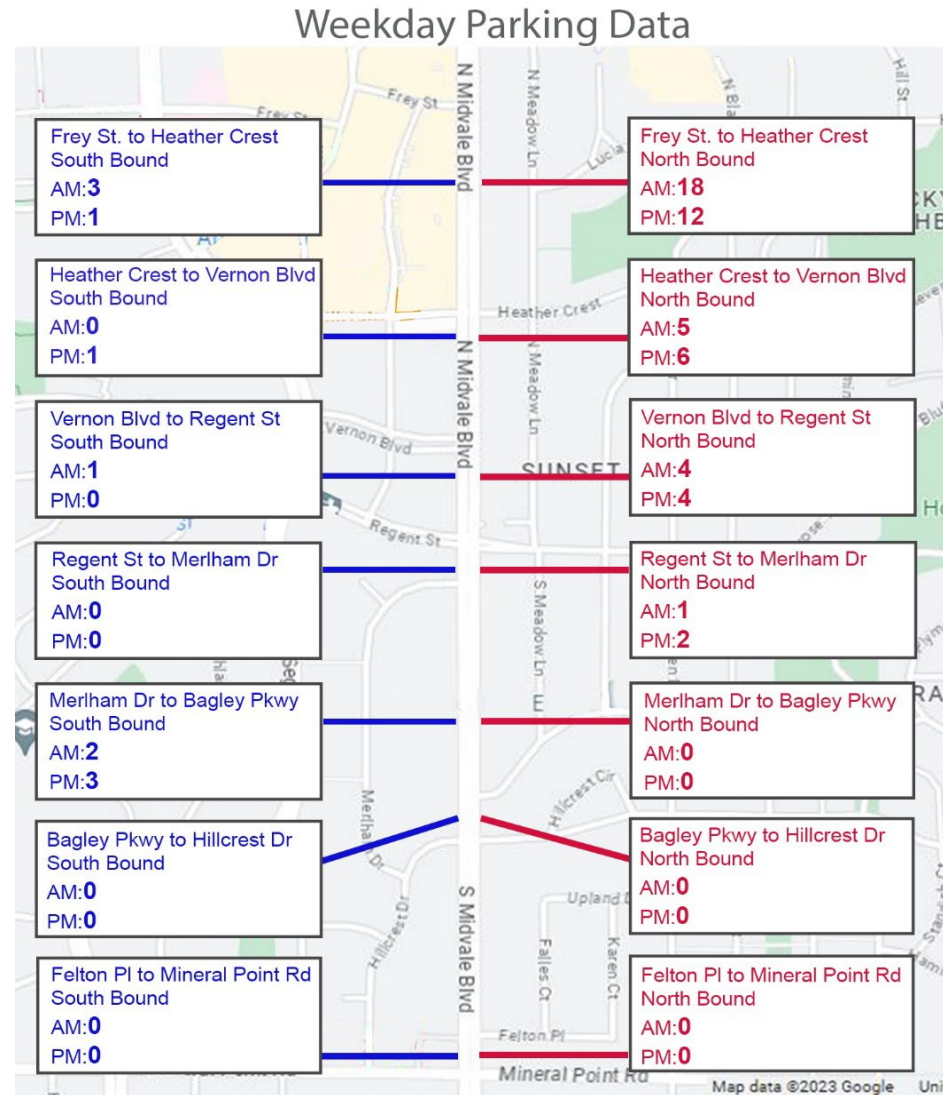 Weekday Parking Data
N Midvale Blvd
N Meadow Ln
Hill St
Frey St
Frey St. to Heather Crest
South Bound
AM:3
PM:1
Frey St. to Heather Crest
North Bound
AM:18
PM:12
Lucia
Heather Crest to Vernon Blvd
South Bound
AM:0
PM:1
Heather Crest to Vernon Blvd
North Bound
AM:5
PM:6
Heather Crest
N Midvale Blvd
N Meadow Ln
Vernon Blvd to Regent St
South Bound
AM:1
PM:0
Vernon Blvd to Regent St
North Bound
AM:4
PM:4
Vernon Blvd
SUNSET
Regent St
Regent St to Merlham Dr
South Bound
AM:0
PM:0
Regent St to Merlham Dr
North Bound
AM:1
PM:2
S Meadow Ln
Merlham Dr to Bagley Pkwy
South Bound
AM:2
PM:3
Merlham Dr to Bagley Pkwy
North Bound
AM:0
PM:0
E
Merlham Dr
Hillcrest Cir
Bagley Pkwy to Hillcrest Dr
South Bound
AM:0
PM:0
Bagley Pkwy to Hillcrest Dr
North Bound
AM:0
PM:0
S Midvale Blvd
Hillcrest Dr
Upland
Falles Ct
Karen Ct
Felton Pl to Mineral Point Rd
South Bound
AM:0
PM:0
Felton Pl to Mineral Point Rd
North Bound
AM:0
PM:0
Felton Pl
Mineral Point Rd
Map data ©2023 Google